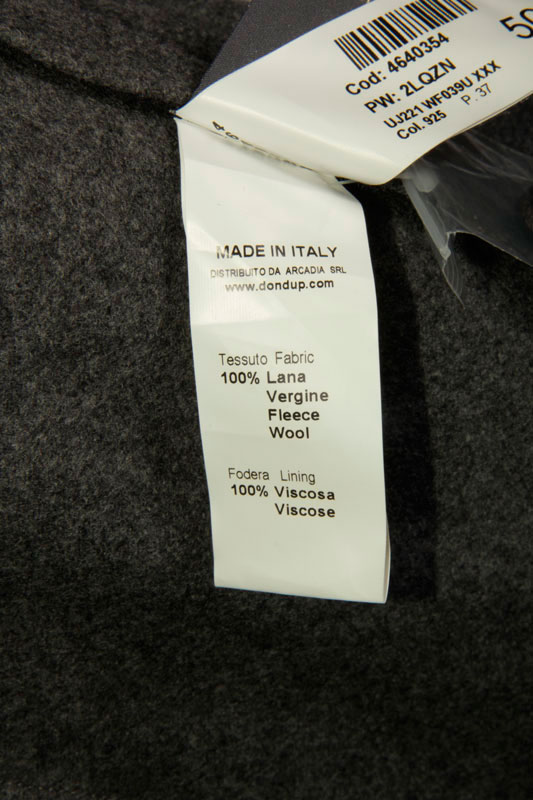 50
Cod: 4640354
PW: 2LQZN
UJ221 WF039U XXX
Col. 925 P. 37
MADE IN ITALY
DISTRIBUITO DA ARCADIA SRL
www.dondup.com
Tessuto Fabric
100% Lana
Vergine
Fleece
Wool
Fodera Lining
100% Viscosa
Viscose